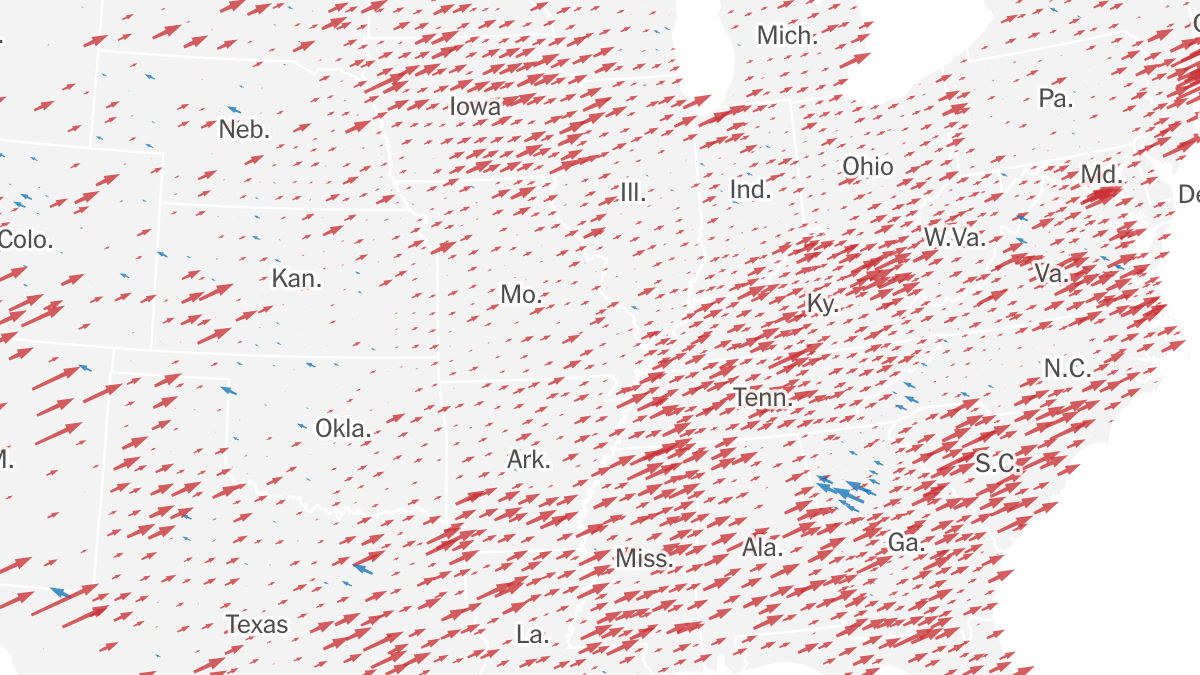 Mich.
Pa.
Iowa
Neb.
Ohio
Md.
Ill.
Ind.
De
Colo.
W.Va.
Kan.
Va.
Mo.
Ky.
N.C.
Tenn.
Okla.
Ark.
S.C.
M.
Miss.
Ala.
Ga.
Texas
La.